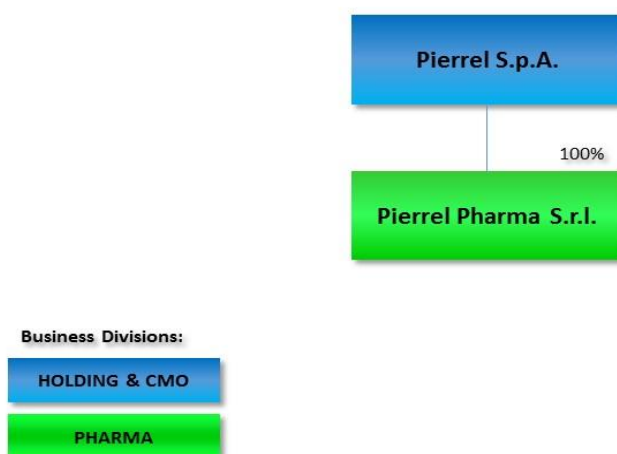 Pierrel S.p.A.
100%
Pierrel Pharma S.r.l.
Business Divisions:
HOLDING & CMO
PHARMA